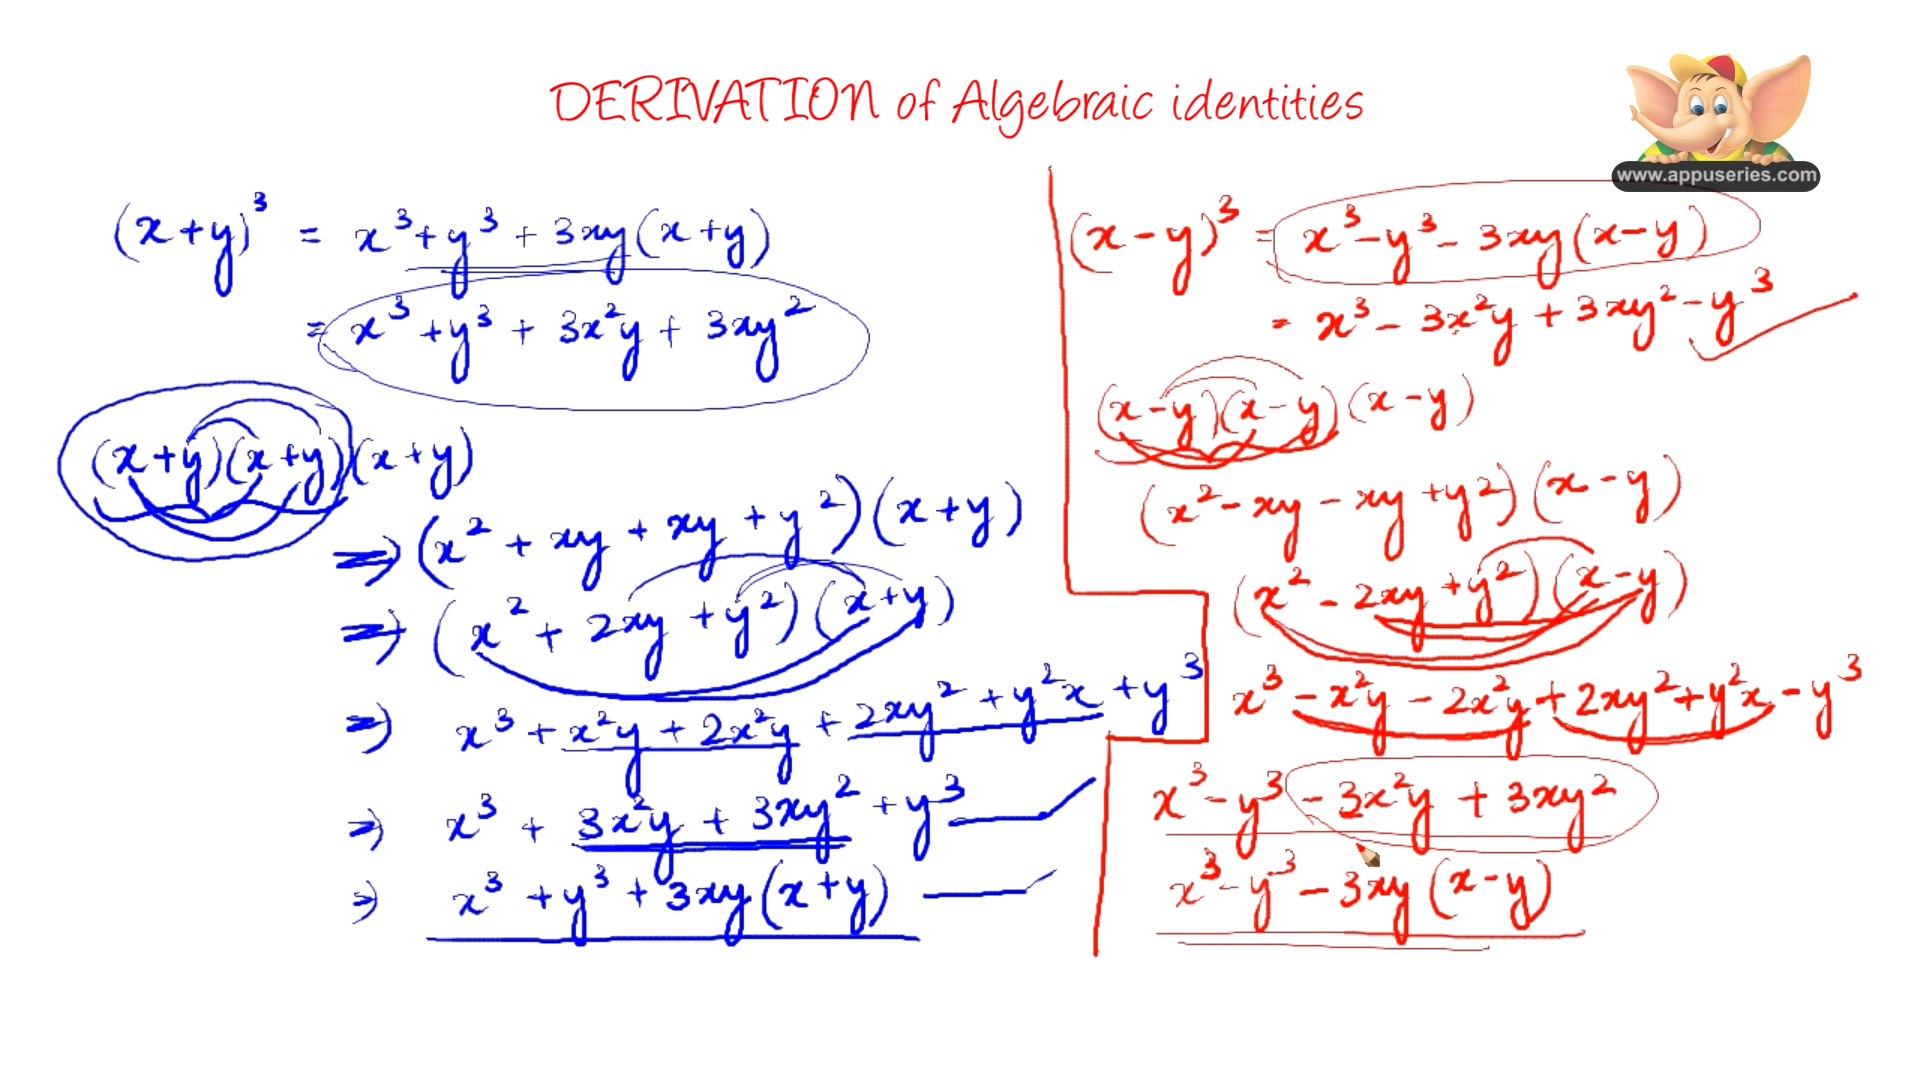 DERIVATION of Algebraic identities
www.appuseries.com
(x+y)³ = x³+y³+3xy(x+y)
= x³+y³+3x²y+3xy²
(x+y)(x+y)(x+y)
⇒ (x²+xy+xy+y²)(x+y)
⇒ (x²+2xy+y²)(x+y)
⇒ x³+x²y+2x²y+2xy²+y²x+y³
⇒ x³+3x²y+3xy²+y³
⇒ x³+y³+3xy(x+y)
(x-y)³ = x³-y³-3xy(x-y)
= x³-3x²y+3xy²-y³
(x-y)(x-y)(x-y)
(x²-xy-xy+y²)(x-y)
(x²-2xy+y²)(x-y)
x³-x²y-2x²y+2xy²+y²x-y³
x³-y³-3x²y+3xy²
x³-y³-3xy(x-y)